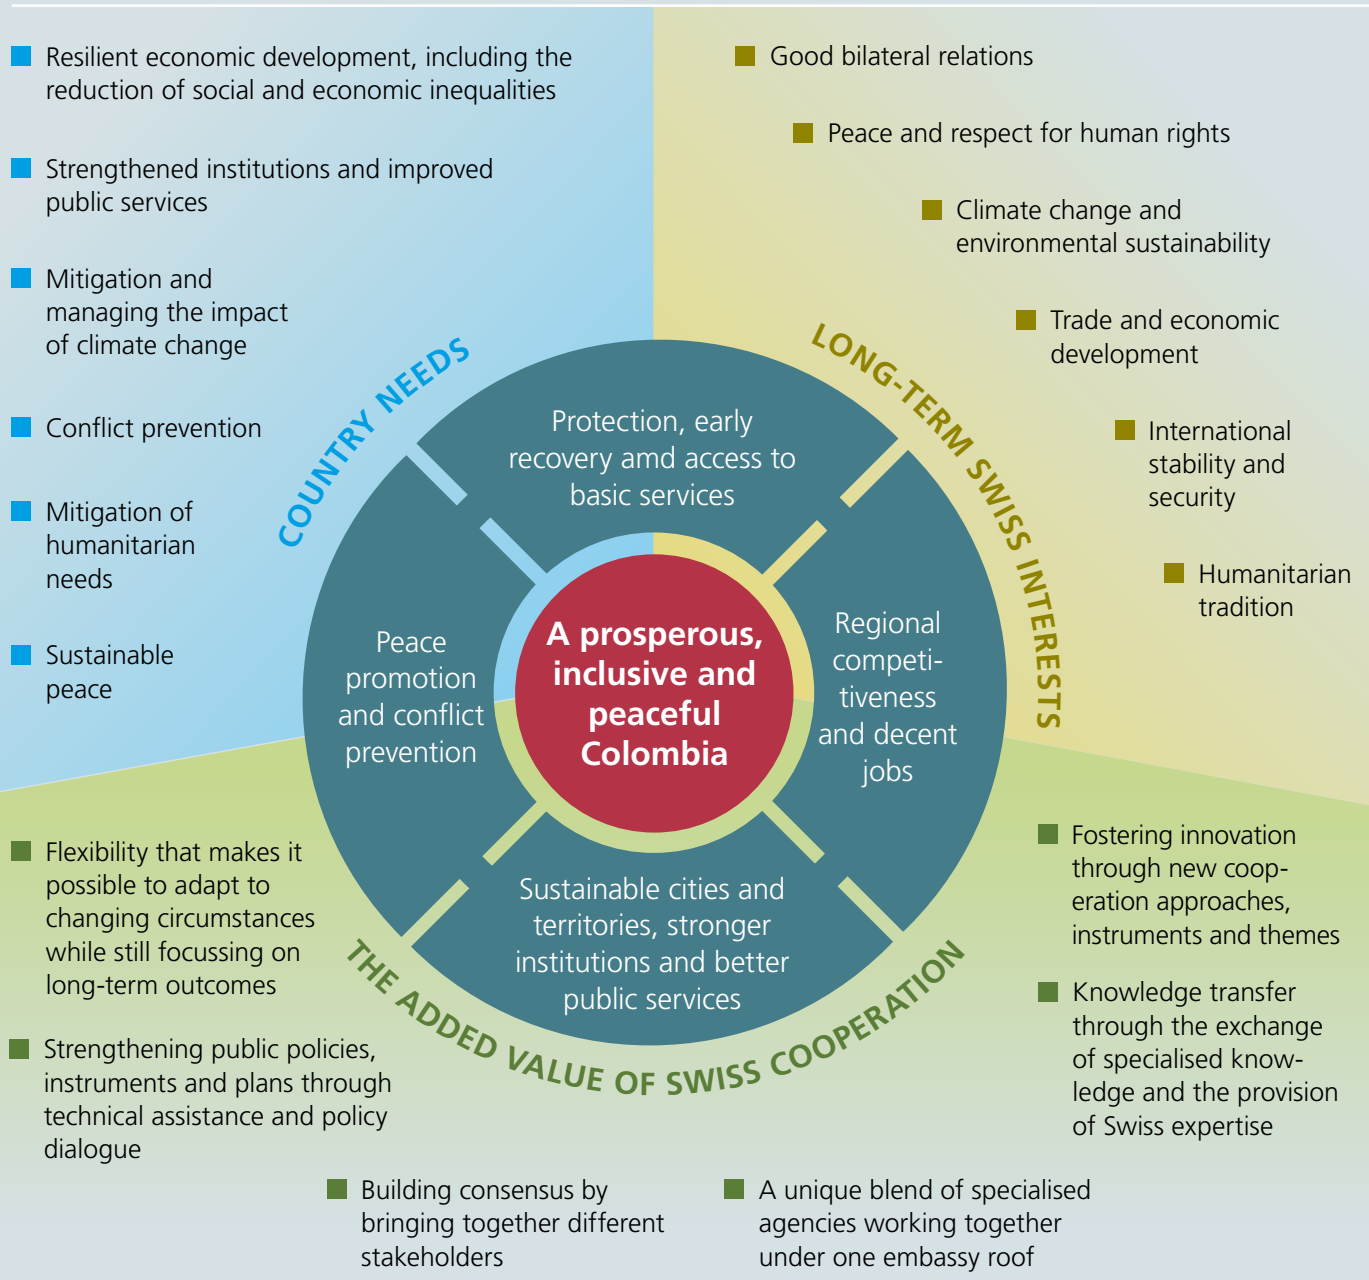 Resilient economic development, including the
reduction of social and economic inequalities
Strengthened institutions and improved
public services
Mitigation and
managing the impact
of climate change
Conflict prevention
Mitigation of
humanitarian
needs
Sustainable
peace
COUNTRY NEEDS
Good bilateral relations
Peace and respect for human rights
Climate change and
environmental sustainability
Trade and economic
development
International
stability and
security
Humanitarian
tradition
LONG-TERM SWISS INTERESTS
Protection, early
recovery amd access to
basic services
Peace
promotion
and conflict
prevention
A prosperous,
inclusive and
peaceful
Colombia
Regional
competi-
tiveness
and decent
jobs
Sustainable cities and
territories, stronger
institutions and better
public services
THE ADDED VALUE OF SWISS COOPERATION
Flexibility that makes it
possible to adapt to
changing circumstances
while still focussing on
long-term outcomes
Strengthening public policies,
instruments and plans through
technical assistance and policy
dialogue
Building consensus by
bringing together different
stakeholders
A unique blend of specialised
agencies working together
under one embassy roof
Fostering innovation
through new coop-
eration approaches,
instruments and themes
Knowledge transfer
through the exchange
of specialised know-
ledge and the provision
of Swiss expertise